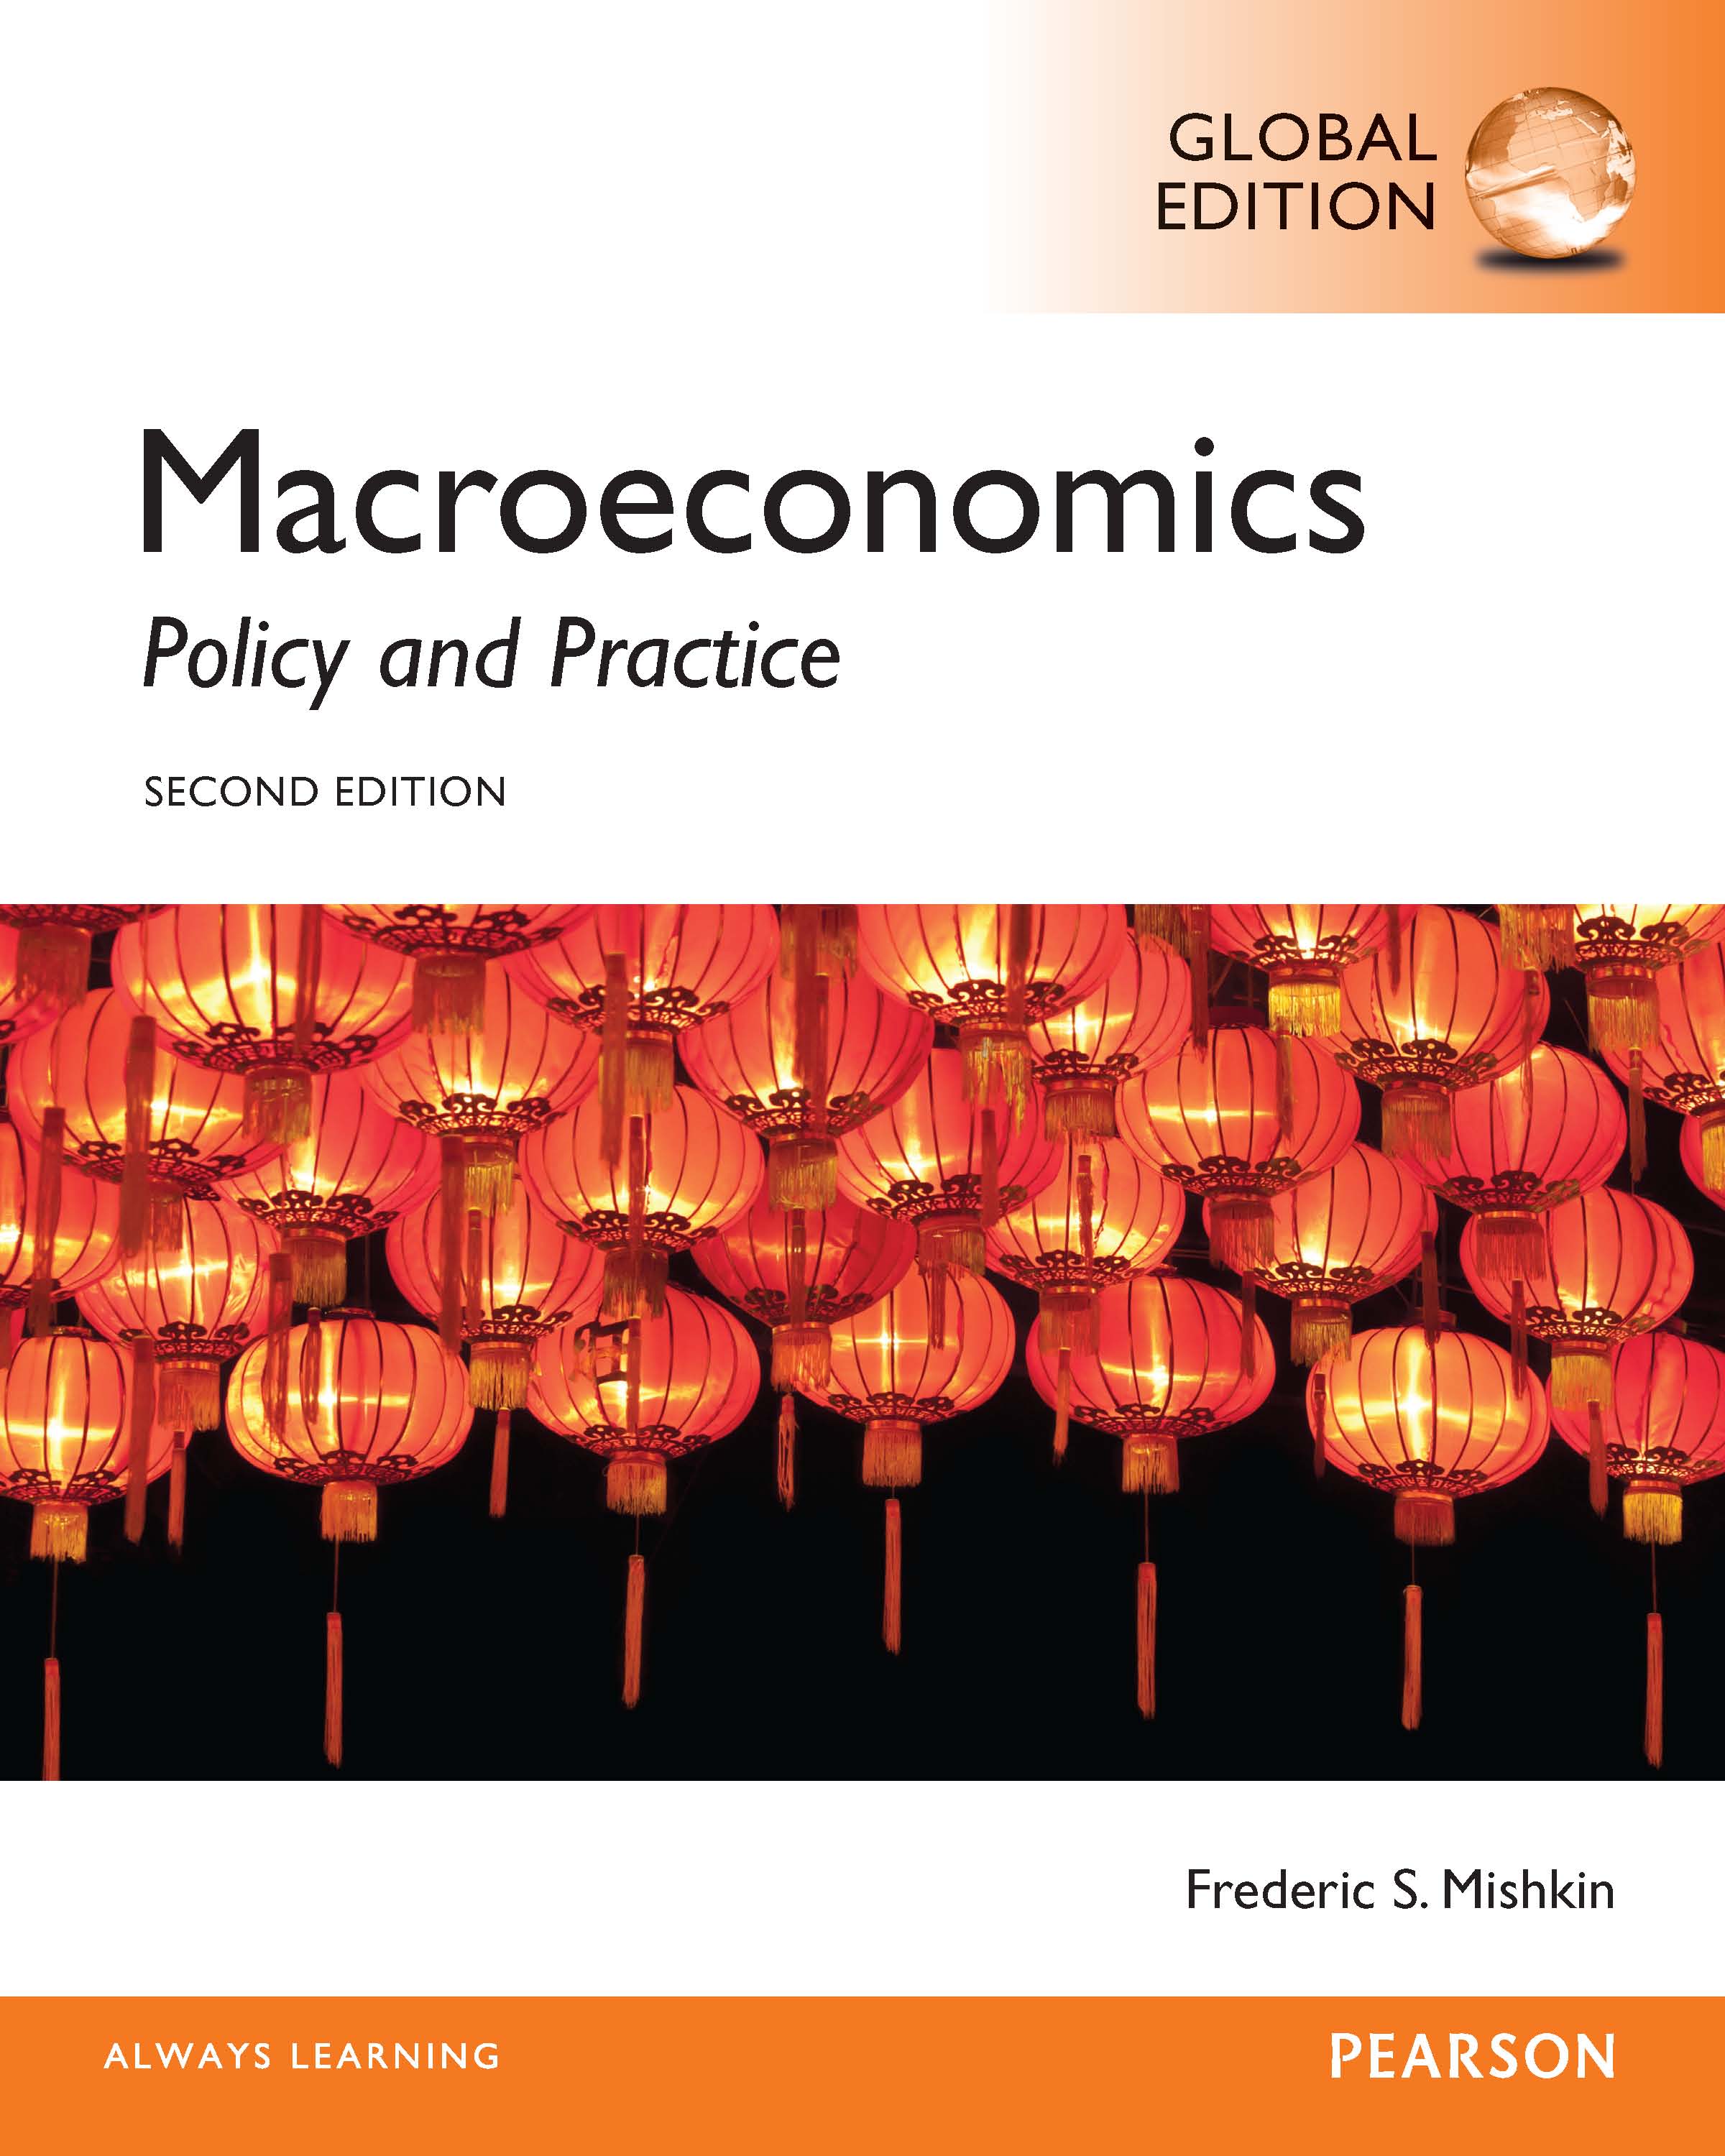 GLOBAL
EDITION
Macroeconomics
Policy and Practice
SECOND EDITION
Frederic S. Mishkin
ALWAYS LEARNING
PEARSON